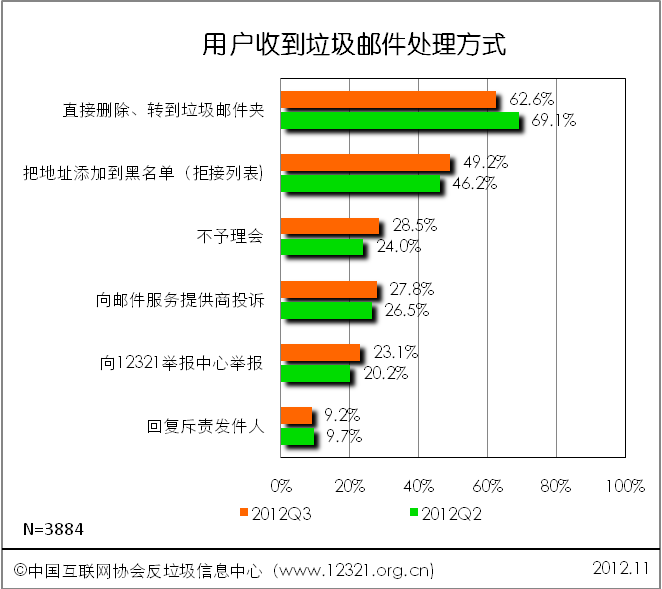 用户收到垃圾邮件处理方式
直接删除、转到垃圾邮件夹
62.6%
69.1%
把地址添加到黑名单（拒接列表)
49.2%
46.2%
不予理会
28.5%
24.0%
向邮件服务提供商投诉
27.8%
26.5%
向12321举报中心举报
23.1%
20.2%
回复斥责发件人
9.2%
9.7%
0% 20% 40% 60% 80% 100%
2012Q3 2012Q2
N=3884
©中国互联网协会反垃圾信息中心（www.12321.org.cn) 2012.11